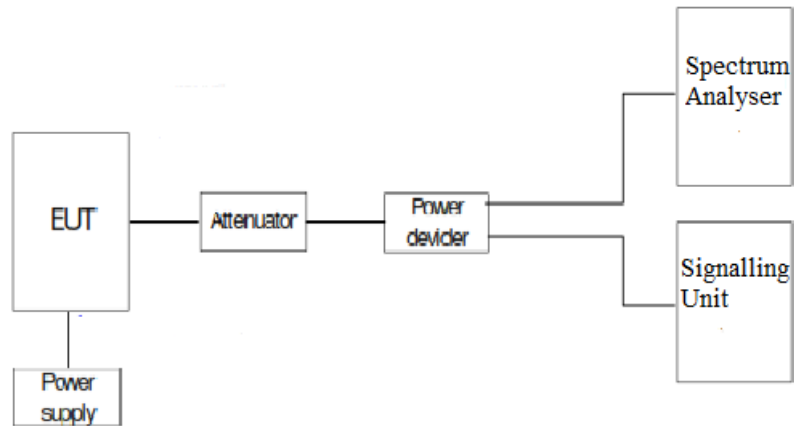 EUT
Power
supply
Attenuator
Power
devider
Spectrum
Analyser
Signalling
Unit